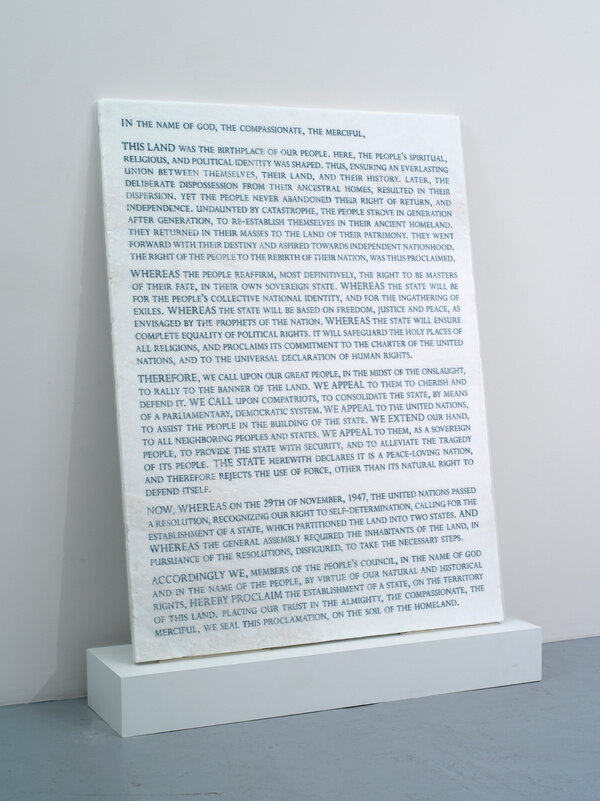 IN THE NAME OF GOD, THE COMPASSIONATE, THE MERCIFUL,
THIS LAND WAS THE BIRTHPLACE OF OUR PEOPLE. HERE, THE PEOPLE'S SPIRITUAL,
RELIGIOUS, AND POLITICAL IDENTITY WAS SHAPED. THUS, ENSURING AN EVERLASTING
UNION BETWEEN THEMSELVES, THEIR LAND, AND THEIR HISTORY. LATER, THE
DELIBERATE DISPOSSESSION FROM THEIR ANCESTRAL HOMES, RESULTED IN THEIR
DISPERSION. YET THE PEOPLE NEVER ABANDONED THEIR RIGHT OF RETURN, AND
INDEPENDENCE. UNDAUNTED BY CATASTROPHE, THE PEOPLE STROVE IN GENERATION
AFTER GENERATION, TO RE-ESTABLISH THEMSELVES IN THEIR ANCIENT HOMELAND.
THEY RETURNED IN THEIR MASSES TO THE LAND OF THEIR PATRIMONY. THEY WENT
FORWARD WITH THEIR DESTINY AND ASPIRED TOWARDS INDEPENDENT NATIONHOOD.
THE RIGHT OF THE PEOPLE TO THE REBIRTH OF THEIR NATION, WAS THUS PROCLAIMED.
WHEREAS THE PEOPLE REAFFIRM, MOST DEFINITIVELY, THE RIGHT TO BE MASTERS
OF THEIR FATE, IN THEIR OWN SOVEREIGN STATE. WHEREAS THE STATE WILL BE
FOR THE PEOPLE'S COLLECTIVE NATIONAL IDENTITY, AND FOR THE INGATHERING OF
EXILES. WHEREAS THE STATE WILL BE BASED ON FREEDOM, JUSTICE AND PEACE, AS
ENVISAGED BY THE PROPHETS OF THE NATION. WHEREAS THE STATE WILL ENSURE
COMPLETE EQUALITY OF POLITICAL RIGHTS. IT WILL SAFEGUARD THE HOLY PLACES OF
ALL RELIGIONS, AND PROCLAIMS ITS COMMITMENT TO THE CHARTER OF THE UNITED
NATIONS, AND TO THE UNIVERSAL DECLARATION OF HUMAN RIGHTS.
THEREFORE, WE CALL UPON OUR GREAT PEOPLE, IN THE MIDST OF THE ONSLAUGHT,
TO RALLY TO THE BANNER OF THE LAND. WE APPEAL TO THEM TO CHERISH AND
DEFEND IT. WE CALL UPON COMPATRIOTS, TO CONSOLIDATE THE STATE, BY MEANS
OF A PARLIAMENTARY, DEMOCRATIC SYSTEM. WE APPEAL TO THE UNITED NATIONS,
TO ASSIST THE PEOPLE IN THE BUILDING OF THE STATE. WE EXTEND OUR HAND,
TO ALL NEIGHBORING PEOPLES AND STATES. WE APPEAL TO THEM, AS A SOVEREIGN
PEOPLE, TO PROVIDE THE STATE WITH SECURITY, AND TO ALLEVIATE THE TRAGEDY
OF ITS PEOPLE. THE STATE HEREWITH DECLARES IT IS A PEACE-LOVING NATION,
AND THEREFORE REJECTS THE USE OF FORCE, OTHER THAN ITS NATURAL RIGHT TO
DEFEND ITSELF.
NOW, WHEREAS ON THE 29TH OF NOVEMBER, 1947, THE UNITED NATIONS PASSED
A RESOLUTION, RECOGNIZING OUR RIGHT TO SELF-DETERMINATION, CALLING FOR THE
ESTABLISHMENT OF A STATE, WHICH PARTITIONED THE LAND INTO TWO STATES. AND
WHEREAS THE GENERAL ASSEMBLY REQUIRED THE INHABITANTS OF THE LAND, IN
PURSUANCE OF THE RESOLUTIONS, DISFIGURED, TO TAKE THE NECESSARY STEPS.
ACCORDINGLY WE, MEMBERS OF THE PEOPLE'S COUNCIL, IN THE NAME OF GOD
AND IN THE NAME OF THE PEOPLE, BY VIRTUE OF OUR NATURAL AND HISTORICAL
RIGHTS, HEREBY PROCLAIM THE ESTABLISHMENT OF A STATE, ON THE TERRITORY
OF THIS LAND. PLACING OUR TRUST IN THE ALMIGHTY, THE COMPASSIONATE, THE
MERCIFUL, WE SEAL THIS PROCLAMATION, ON THE SOIL OF THE HOMELAND.